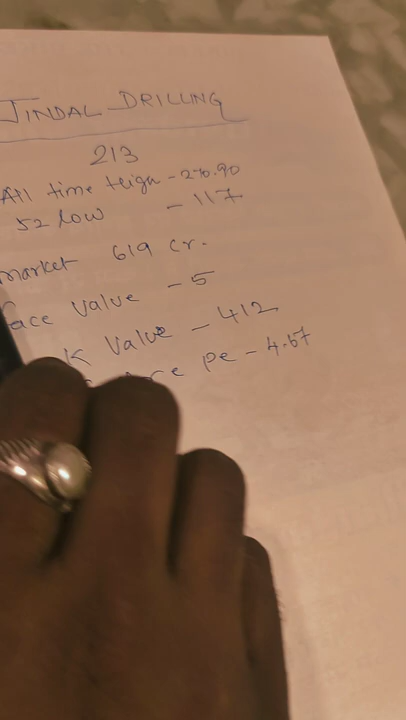 JINDAL DRILLING
213
All time High - 270.90
52 low - 117
market 619 cr.
face value - 5
K Value - 412
pe - 4.67